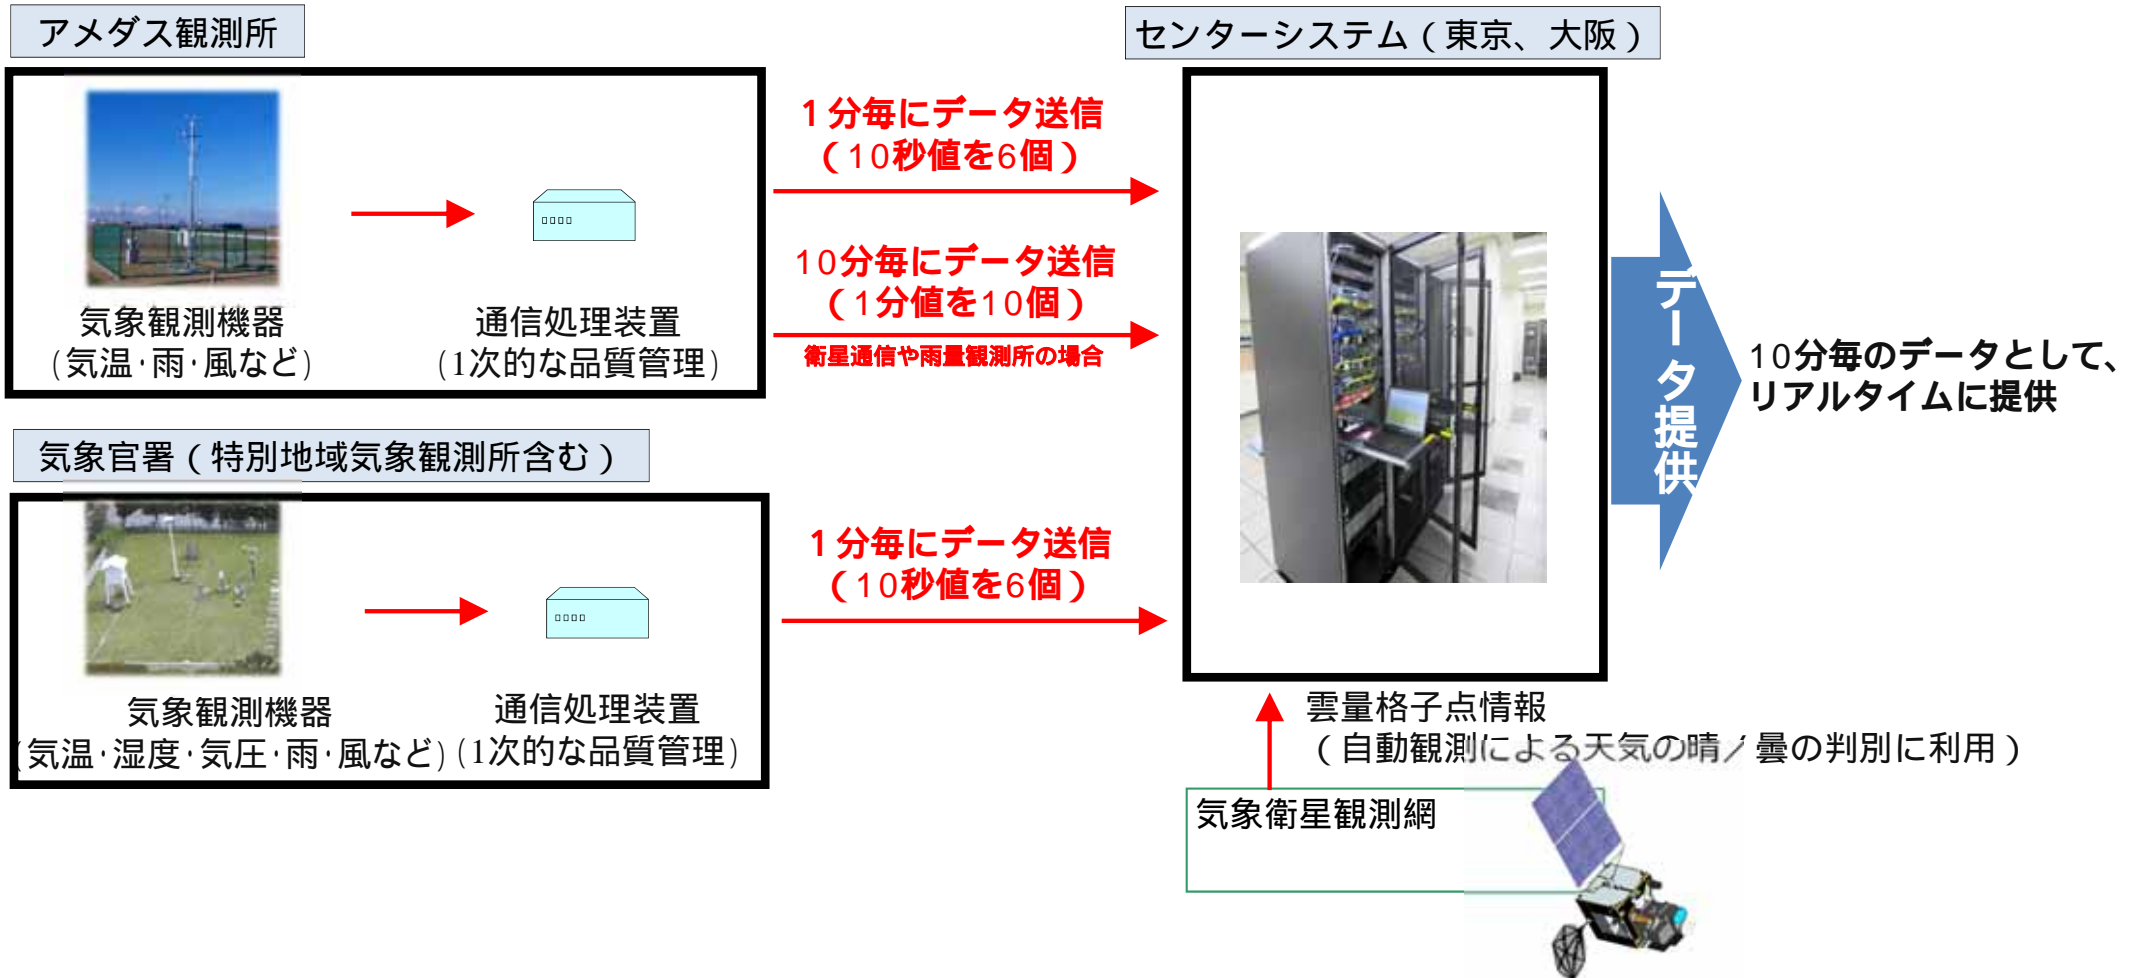 アメダス観測所
気象観測機器
(気温･雨･風など)
通信処理装置
(1次的な品質管理)
1分毎にデータ送信
(10秒値を6個)
10分毎にデータ送信
(1分値を10個)
衛星通信や雨量観測所の場合
気象官署(特別地域気象観測所含む)
気象観測機器
(気温･湿度･気圧･雨･風など)
通信処理装置
(1次的な品質管理)
1分毎にデータ送信
(10秒値を6個)
センターシステム(東京、大阪)
データ提供
10分毎のデータとして、
リアルタイムに提供
雲量格子点情報
(自動観測による天気の晴/曇の判別に利用)
気象衛星観測網